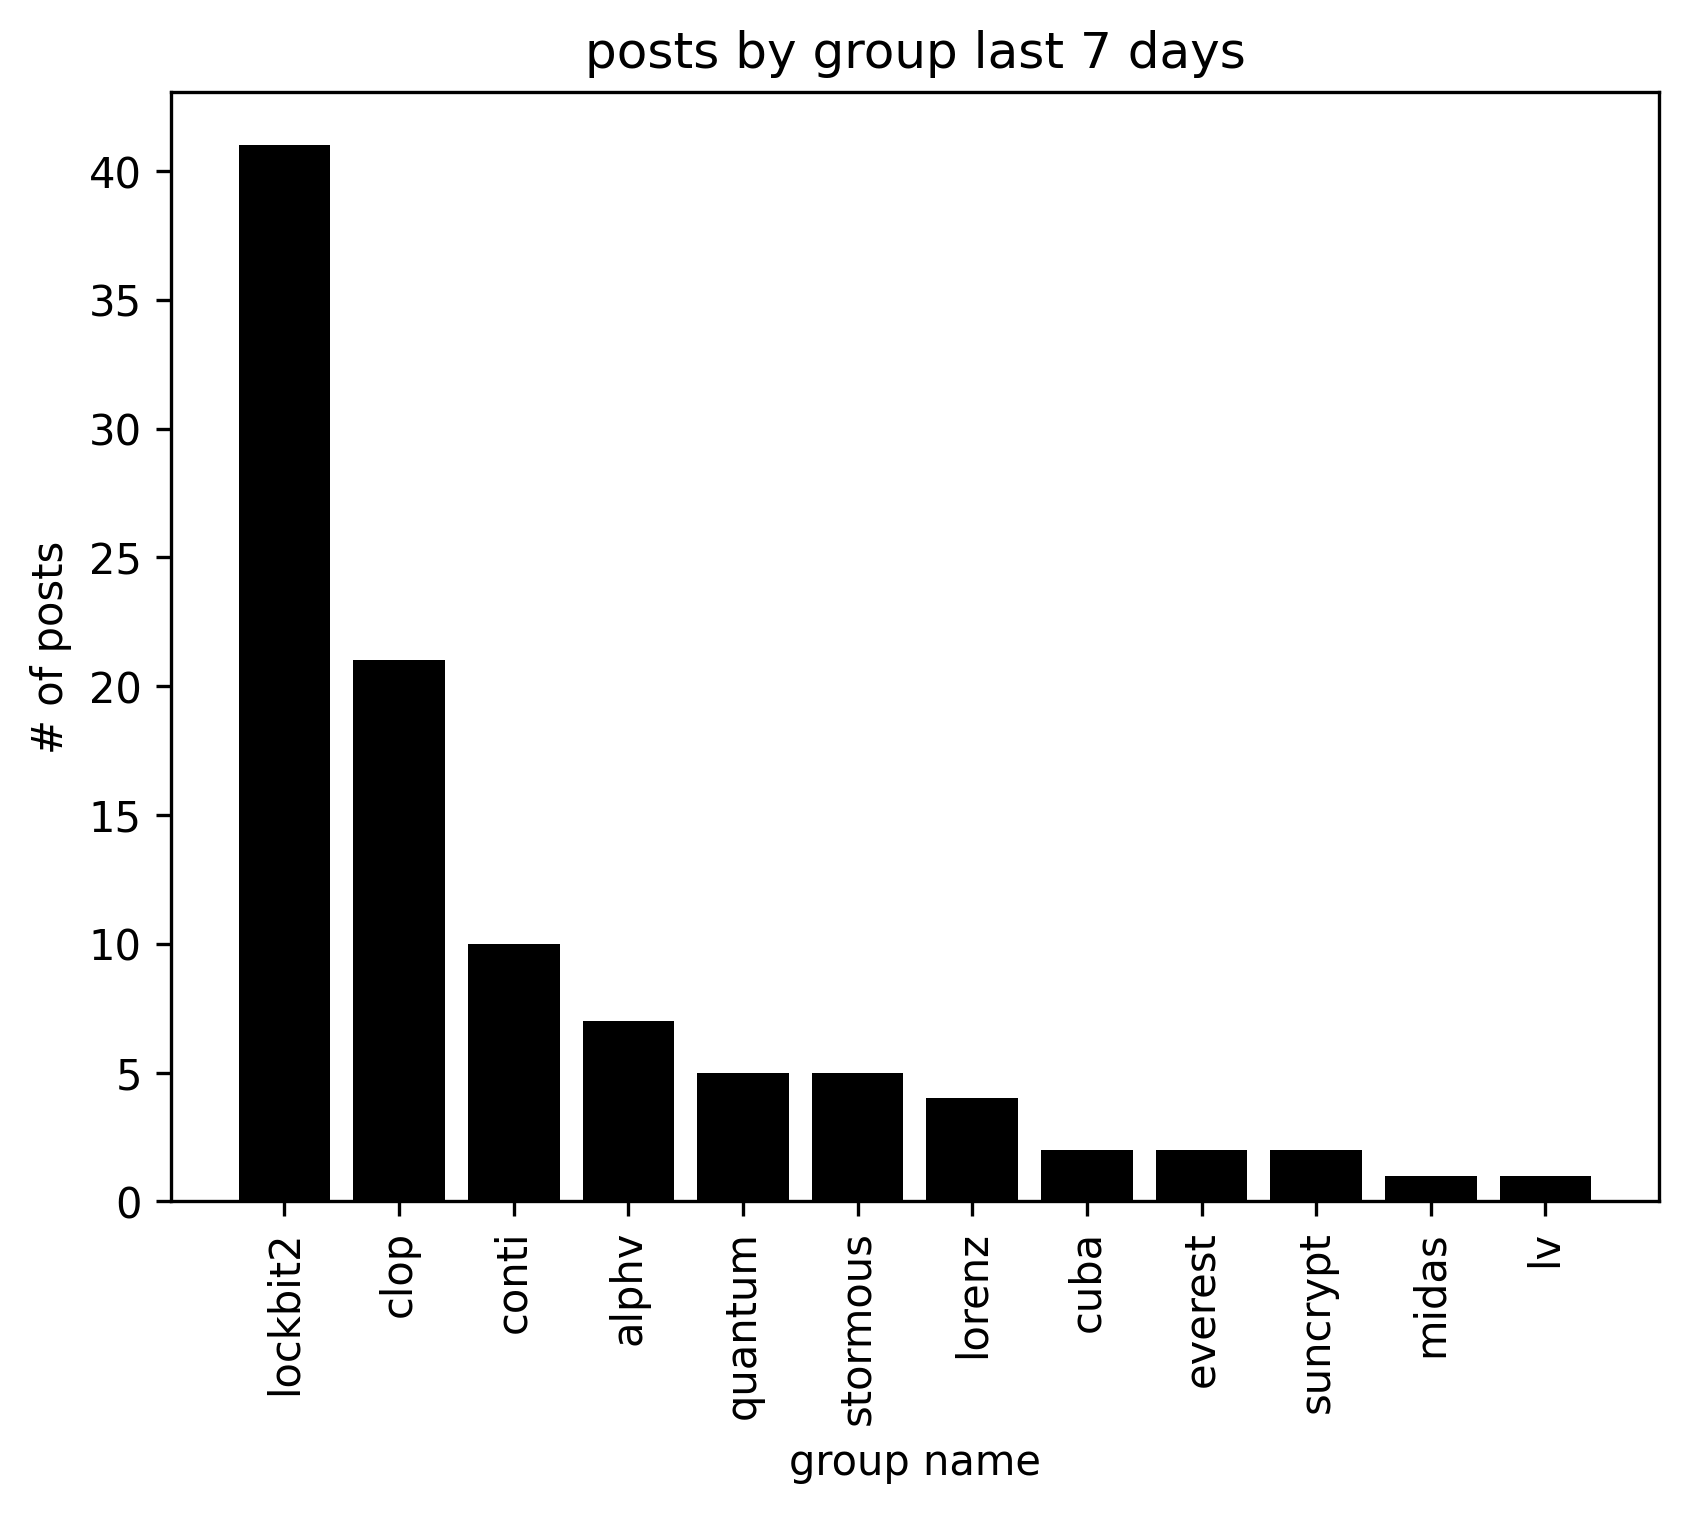 posts by group last 7 days
# of posts
40
35
30
25
20
15
10
5
0
lockbit2
clop
conti
alphv
quantum
stormous
lorenz
cuba
everest
suncrypt
midas
lv
group name